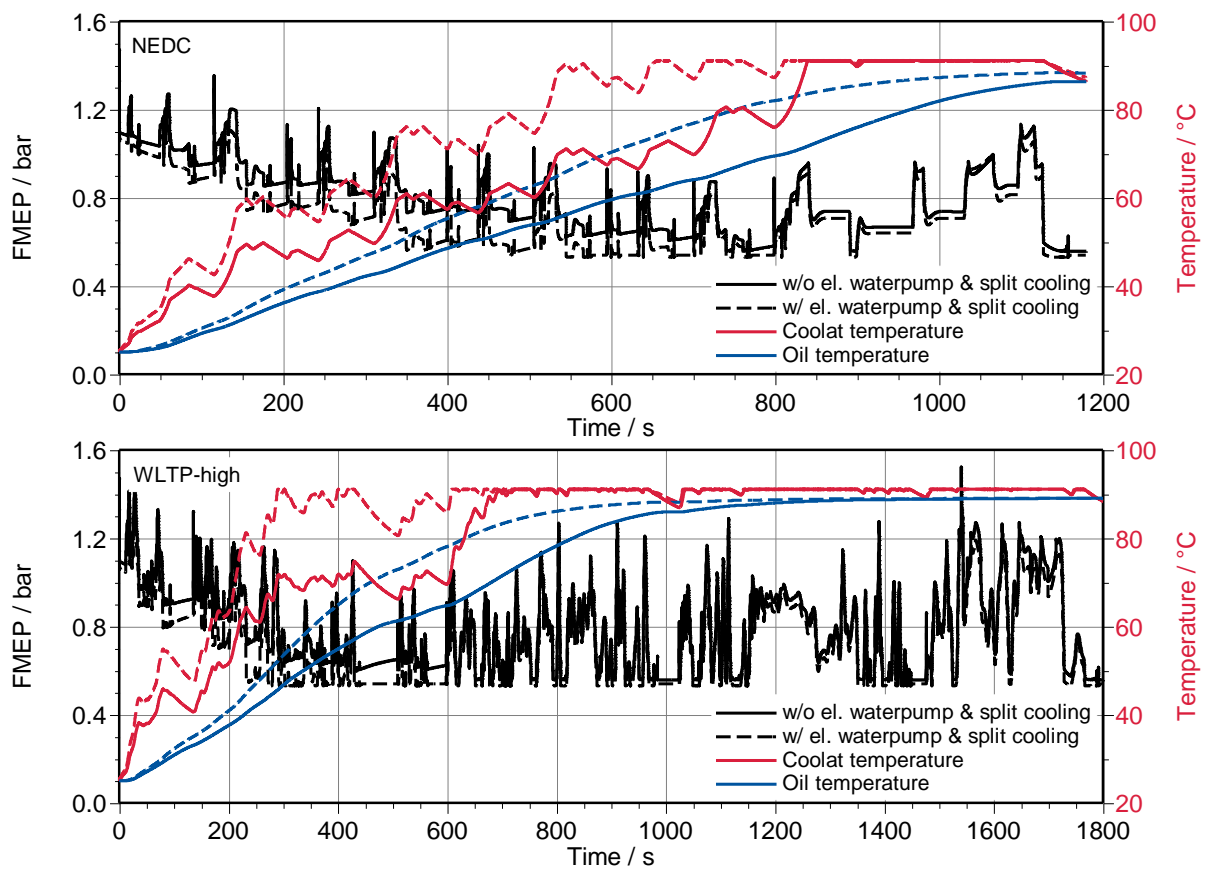 NEDC
FMEP / bar
1.6
1.2
0.8
0.4
0.0
100
80
60
40
20
Temperature / °C
w/o el. waterpump & split cooling
w/ el. waterpump & split cooling
Coolat temperature
Oil temperature
0 200 400 600 800 1000 1200
Time / s
WLTP-high
FMEP / bar
1.6
1.2
0.8
0.4
0.0
100
80
60
40
20
Temperature / °C
w/o el. waterpump & split cooling
w/ el. waterpump & split cooling
Coolat temperature
Oil temperature
0 200 400 600 800 1000 1200 1400 1600 1800
Time / s